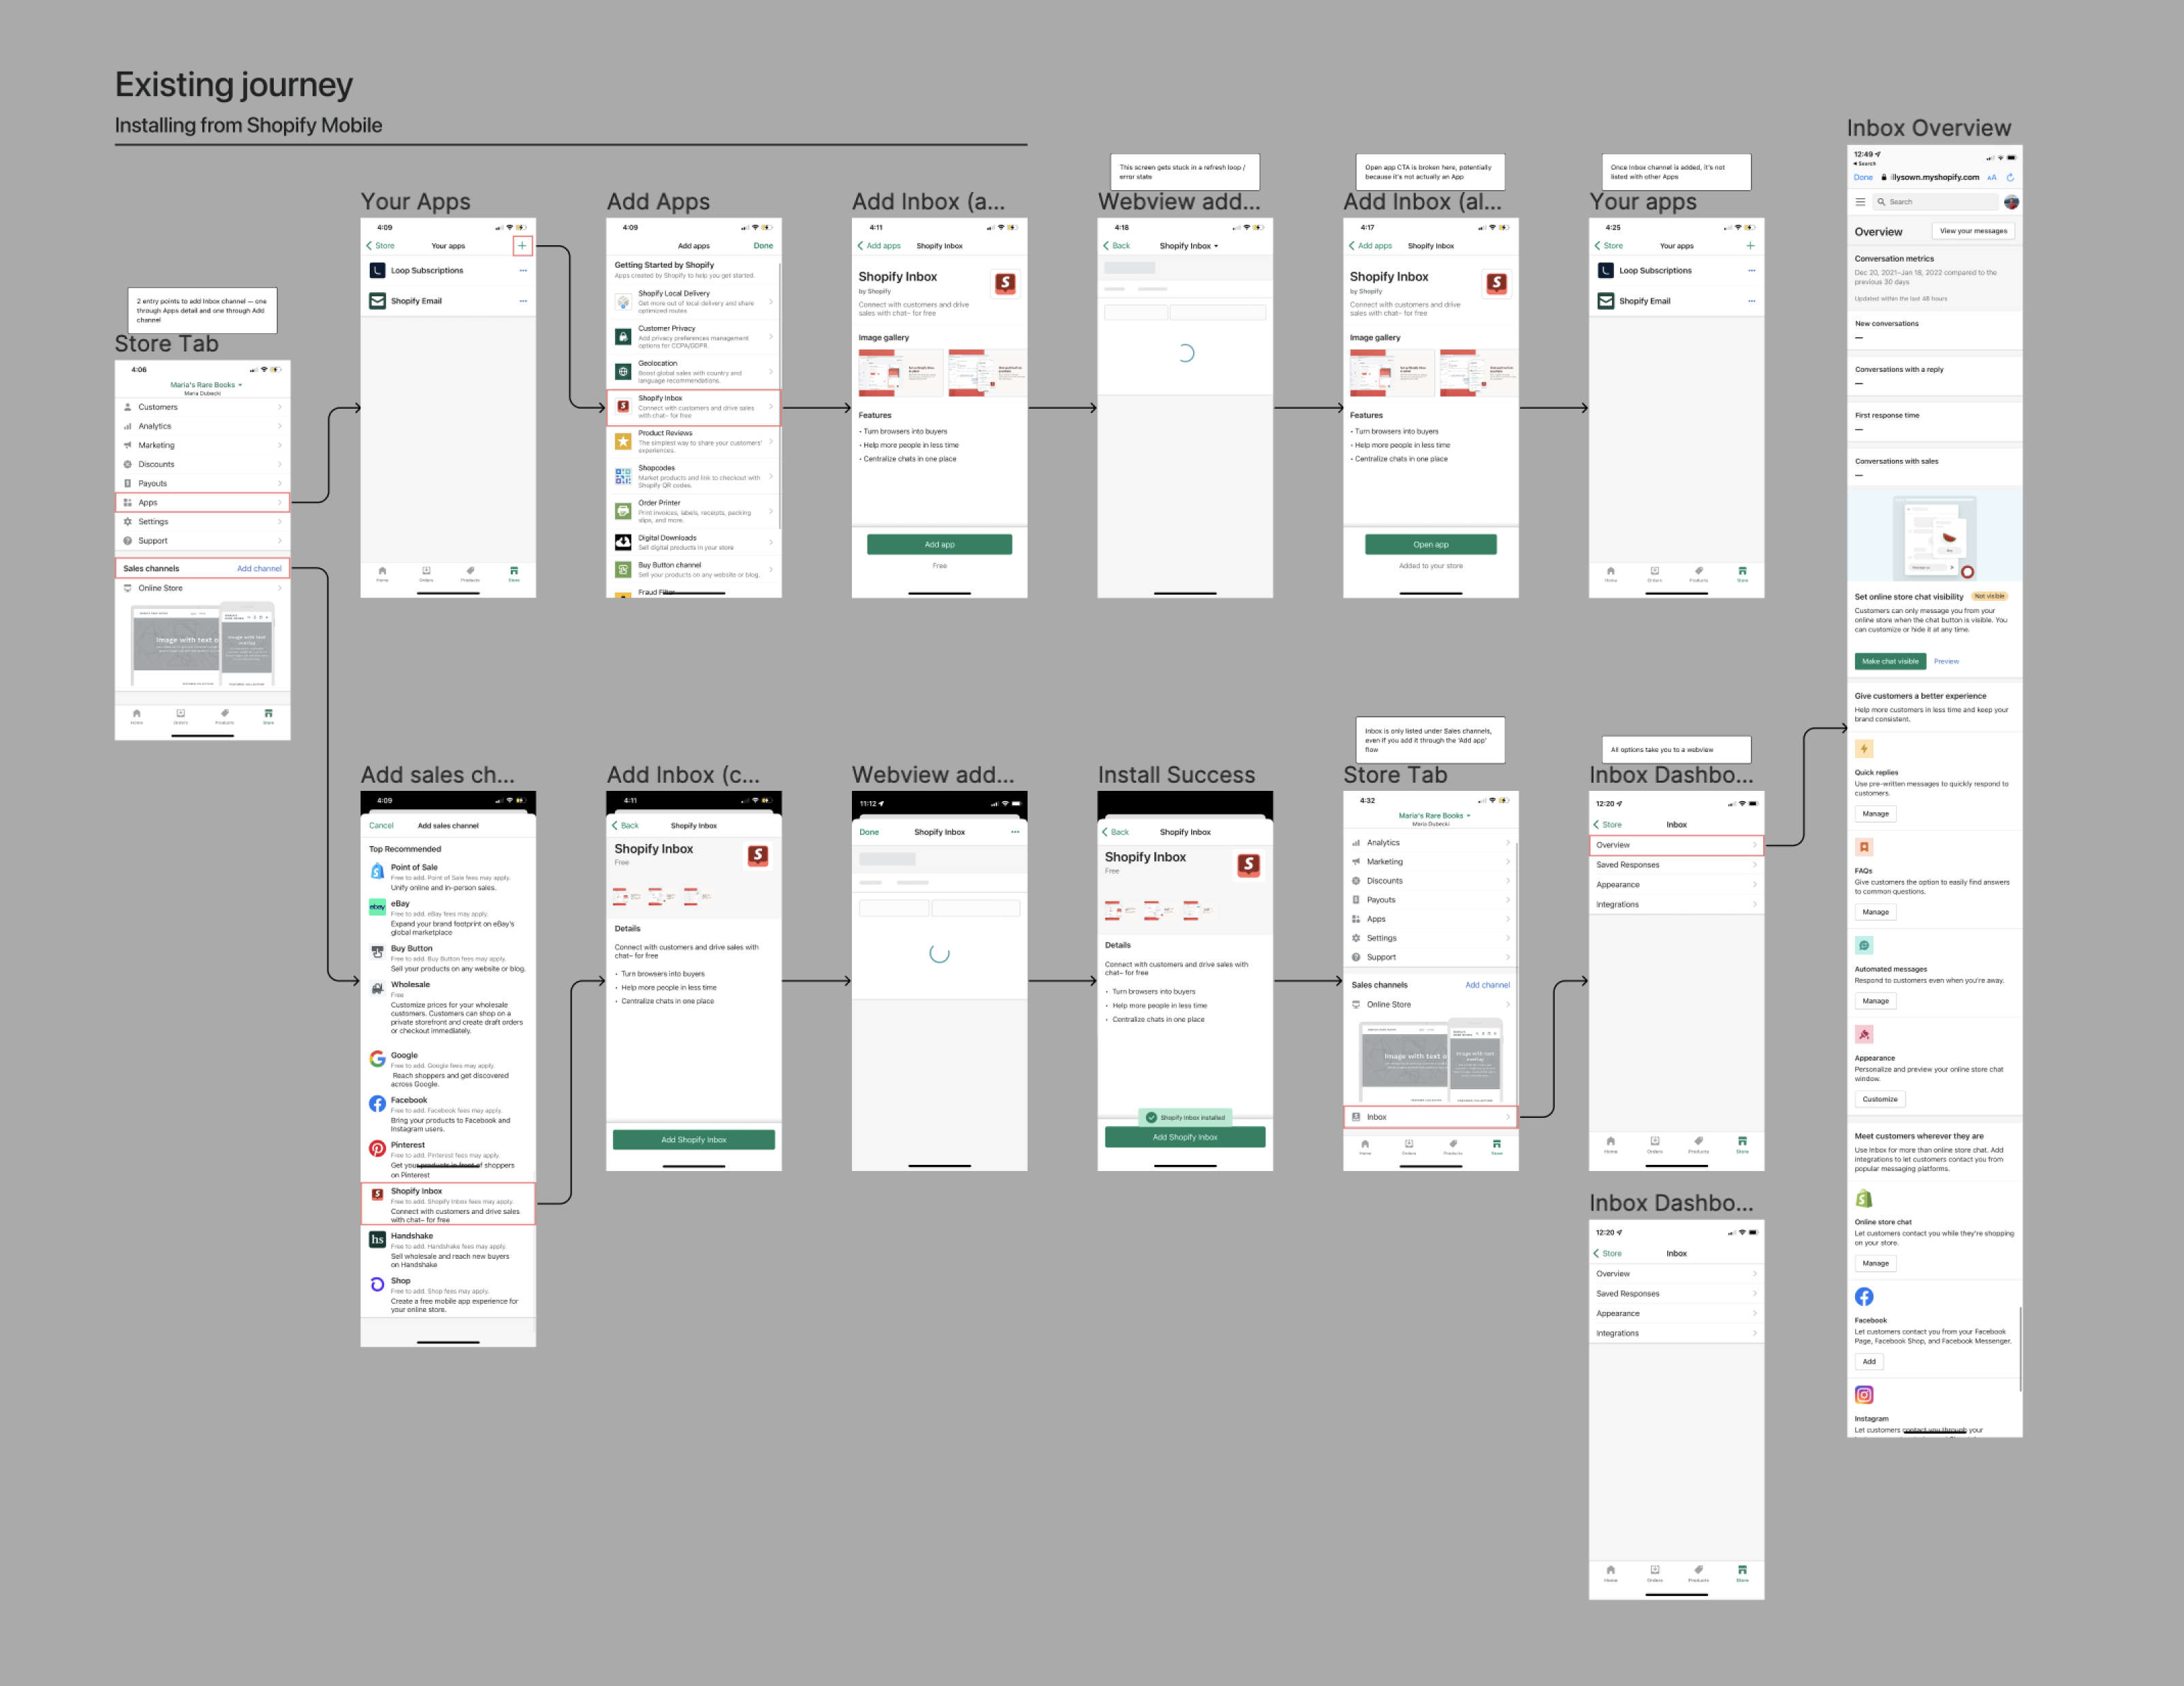 Existing journey
Installing from Shopify Mobile
2 entry points to add Inbox channel — one
through Apps detail and one through Add
channel
Store Tab
4:06
Maria's Rare Books
Maria Dubecki
Customers
Analytics
Marketing
Discounts
Payouts
Apps
Settings
Support
Sales channels
Add channel
Online Store
Image with text o
Image with text
overlay
Home
Orders
Products
Store
Your Apps
4:09
Store
Your apps
Loop Subscriptions
Shopify Email
Home
Orders
Products
Store
Add Apps
4:09
Add apps
Done
Getting Started by Shopify
Apps created by Shopify to help you get started.
Shopify Local Delivery
Get more out of local delivery and share
optimized routes
Customer Privacy
Add privacy preferences management
options for CCPA/GDPR.
Geolocation
Boost global sales with country and
language recommendations.
Shopify Inbox
Connect with customers and drive sales
with chat– for free
Product Reviews
The simplest way to share your customers'
experiences.
Shopcodes
Market products and link to checkout with
Shopify QR codes.
Order Printer
Print invoices, labels, receipts, packing
slips, and more.
Digital Downloads
Sell digital products in your store
Buy Button channel
Sell your products on any website or blog.
Fraud Filter
Add Inbox (a...
4:11
Add apps
Shopify Inbox
Shopify Inbox
by Shopify
Connect with customers and drive
sales with chat– for free
Image gallery
Features
• Turn browsers into buyers
• Help more people in less time
• Centralize chats in one place
Add app
Free
This screen gets stuck in a refresh loop /
error state
Webview add...
4:18
Back
Shopify Inbox
Open app CTA is broken here, potentially
because it's not actually an App
Add Inbox (al...
4:17
Add apps
Shopify Inbox
Shopify Inbox
by Shopify
Connect with customers and drive
sales with chat– for free
Image gallery
Features
• Turn browsers into buyers
• Help more people in less time
• Centralize chats in one place
Open app
Added to your store
Once Inbox channel is added, it's not
listed with other Apps
Your apps
4:25
Store
Your apps
Loop Subscriptions
Shopify Email
Home
Orders
Products
Store
Add sales ch...
4:09
Cancel
Add sales channel
Top Recommended
Point of Sale
Free to add. Point of Sale fees may apply.
Unify online and in-person sales.
ebay
eBay
Free to add. eBay fees may apply.
Expand your brand footprint on eBay's
global marketplace
Buy Button
Free to add. Buy Button fees may apply.
Sell your products on any website or blog.
Wholesale
Free
Customize prices for your wholesale
customers. Customers can shop on a
private storefront and create draft orders
or checkout immediately.
Google
Free to add. Google fees may apply.
Reach shoppers and get discovered
across Google.
Facebook
Free to add. Facebook fees may apply.
Bring your products to Facebook and
Instagram users.
Pinterest
Free to add. Pinterest fees may apply.
Get your products in front of shoppers
on Pinterest
Shopify Inbox
Free to add. Shopify Inbox fees may apply.
Connect with customers and drive sales
with chat– for free
hs
Handshake
Free to add. Handshake fees may apply.
Sell wholesale and reach new buyers
on Handshake
Shop
Free to add. Shop fees may apply.
Create a free mobile app experience for
your online store.
Add Inbox (c...
4:11
Back
Shopify Inbox
Shopify Inbox
Free
Details
Connect with customers and drive sales with
chat– for free
• Turn browsers into buyers
• Help more people in less time
• Centralize chats in one place
Add Shopify Inbox
Webview add...
11:12
Done
Shopify Inbox
Install Success
Back
Shopify Inbox
Shopify Inbox
Free
Details
Connect with customers and drive sales with
chat– for free
• Turn browsers into buyers
• Help more people in less time
• Centralize chats in one place
Shopify Inbox installed
Add Shopify Inbox
Inbox is only listed under Sales channels,
even if you add it through the 'Add app'
flow
Store Tab
4:32
Maria's Rare Books
Maria Dubecki
Analytics
Marketing
Discounts
Payouts
Apps
Settings
Support
Sales channels
Add channel
Online Store
Image with text o
Image with text
overlay
Inbox
Home
Orders
Products
Store
All options take you to a webview
Inbox Dashbo...
12:20
Store
Inbox
Overview
Saved Responses
Appearance
Integrations
Home
Orders
Products
Store
Inbox Dashbo...
12:20
Store
Inbox
Overview
Saved Responses
Appearance
Integrations
Home
Orders
Products
Store
Inbox Overview
12:49
Search
Done
illysown.myshopify.com
AA
Search
Overview
View your messages
Conversation metrics
Dec 20, 2021–Jan 18, 2022 compared to the
previous 30 days
Updated within the last 48 hours
New conversations
—
Conversations with a reply
—
First response time
—
Conversations with sales
—
Set online store chat visibility
Not visible
Customers can only message you from your
online store when the chat button is visible. You
can customize or hide it at any time.
Make chat visible
Preview
Give customers a better experience
Help more customers in less time and keep your
brand consistent.
Quick replies
Use pre-written messages to quickly respond to
customers.
Manage
FAQs
Give customers the option to easily find answers
to common questions.
Manage
Automated messages
Respond to customers even when you're away.
Manage
Appearance
Personalize and preview your online store chat
window.
Customize
Meet customers wherever they are
Use Inbox for more than online store chat. Add
integrations to let customers contact you from
popular messaging platforms.
Online store chat
Let customers contact you while they're shopping
on your store.
Manage
Facebook
Let customers contact you from your Facebook
Page, Facebook Shop, and Facebook Messenger.
Add
Instagram
Let customers contact you through your